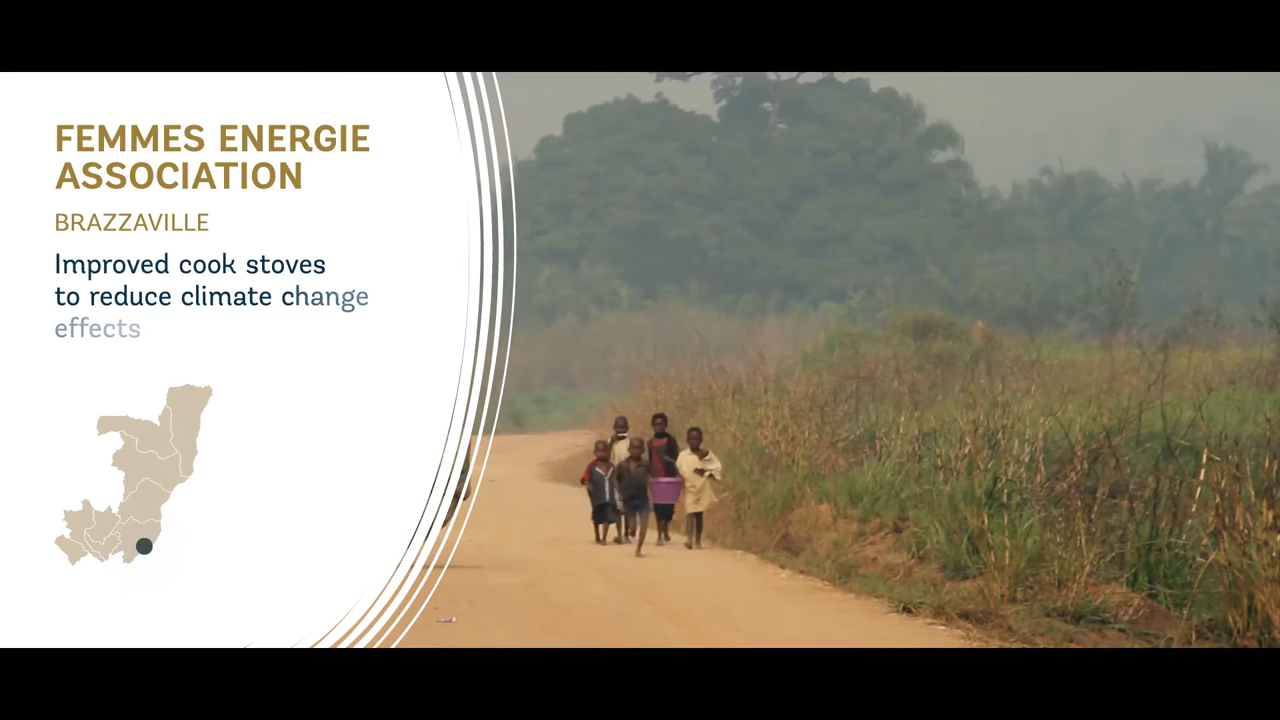 FEMMES ENERGIE
ASSOCIATION
BRAZZAVILLE
Improved cook stoves
to reduce climate change
effects